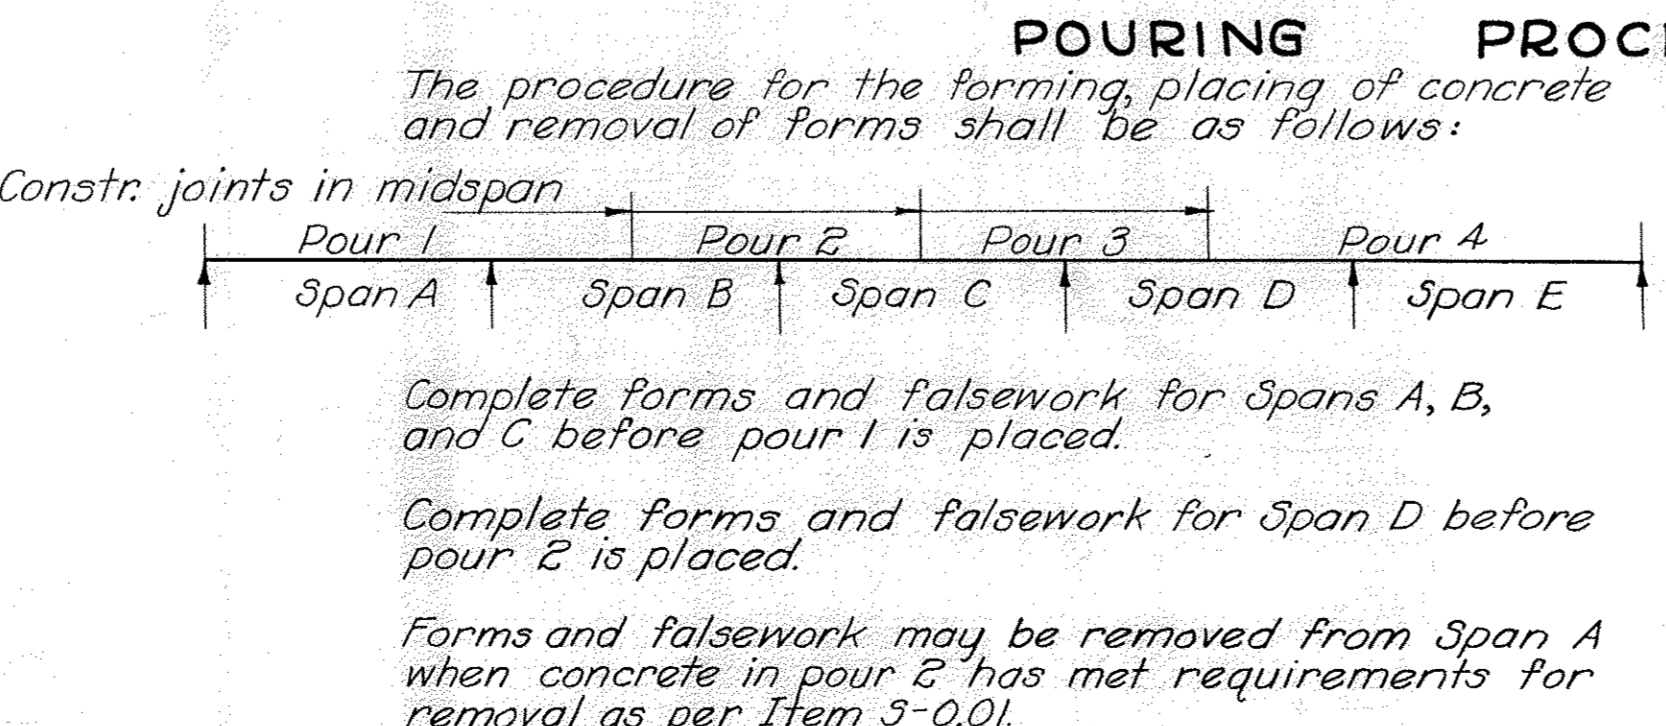 POURING PROC
The procedure for the forming, placing of concrete
and removal of forms shall be as follows:
Constr. joints in midspan
Pour 1 Pour 2 Pour 3 Pour 4
Span A Span B Span C Span D Span E
Complete forms and falsework for Spans A, B,
and C before pour 1 is placed.
Complete forms and falsework for Span D before
pour 2 is placed.
Forms and falsework may be removed from Span A
when concrete in pour 2 has met requirements for
removal as per Item S-0.01.